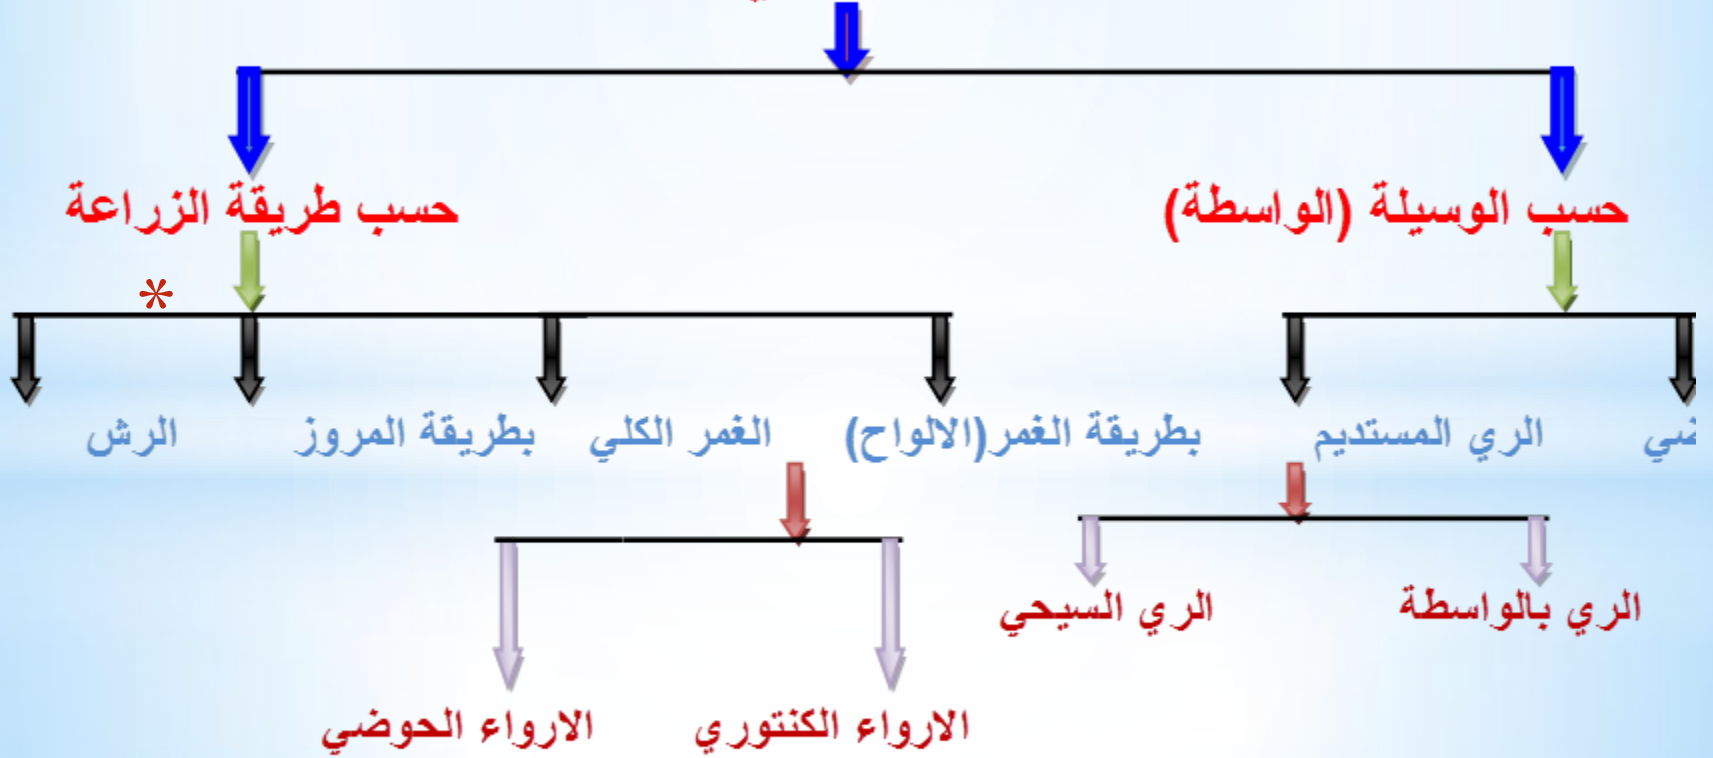 حسب الوسيلة (الواسطة)
حسب طريقة الزراعة
*
الري المستديم
بطريقة الغمر(الالواح)
الغمر الكلي
بطريقة المروز
الرش
الري بالواسطة
الري السيحي
الارواء الكنتوري
الارواء الحوضي